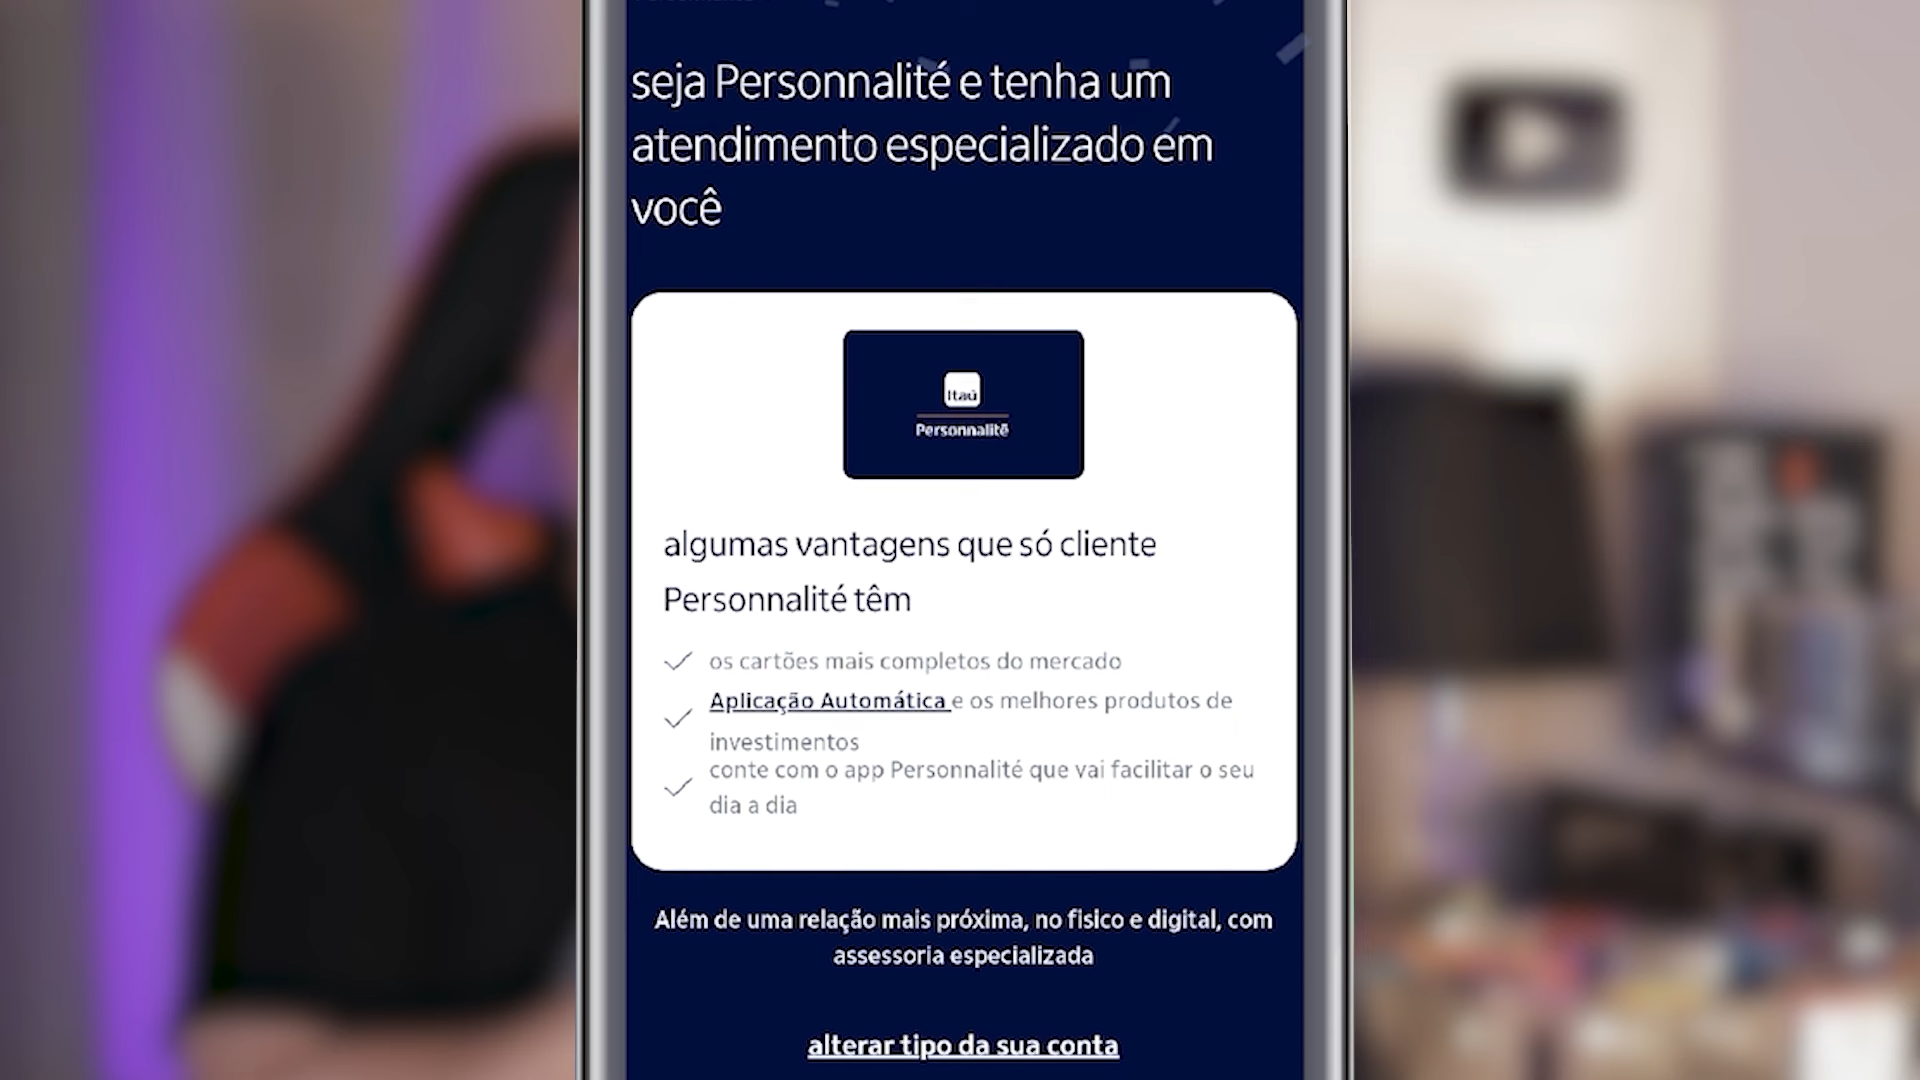 seja Personnalité e tenha um
atendimento especializado em
você
Itaú
Personnalité
algumas vantagens que só cliente
Personnalité têm
os cartões mais completos do mercado
Aplicação Automática e os melhores produtos de
investimentos
conte com o app Personnalité que vai facilitar o seu
dia a dia
Além de uma relação mais próxima, no fisico e digital, com
assessoria especializada
alterar tipo da sua conta